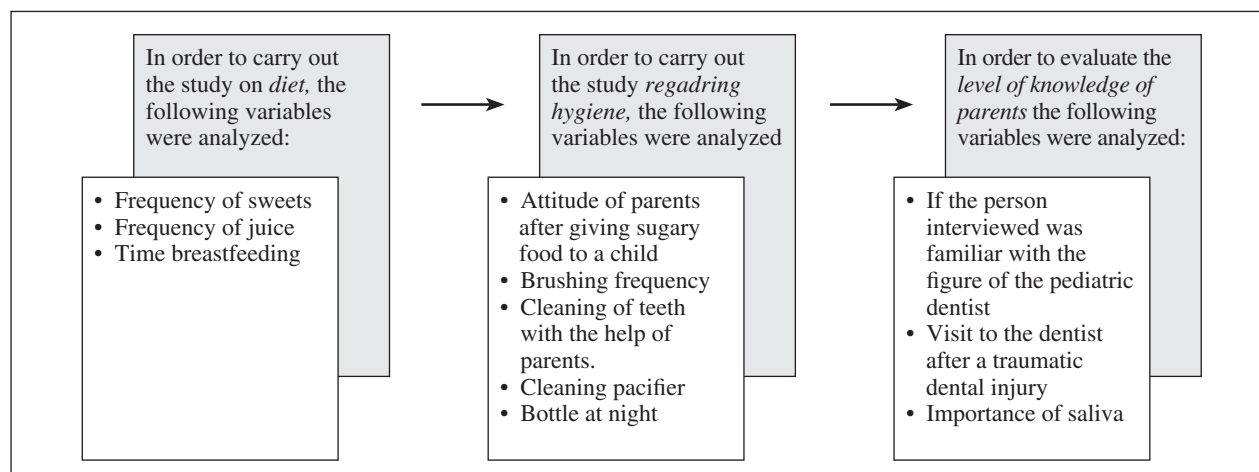 In order to carry out
the study on diet, the
following variables
were analyzed:
• Frequency of sweets
• Frequency of juice
• Time breastfeeding
In order to carry out
the study regadring
hygiene, the following
variables were analyzed
• Attitude of parents
after giving sugary
food to a child
• Brushing frequency
• Cleaning of teeth
with the help of
parents.
• Cleaning pacifier
• Bottle at night
In order to evaluate the
level of knowledge of
parents the following
variables were analyzed:
• If the person
interviewed was
familiar with the
figure of the pediatric
dentist
• Visit to the dentist
after a traumatic
dental injury
• Importance of saliva